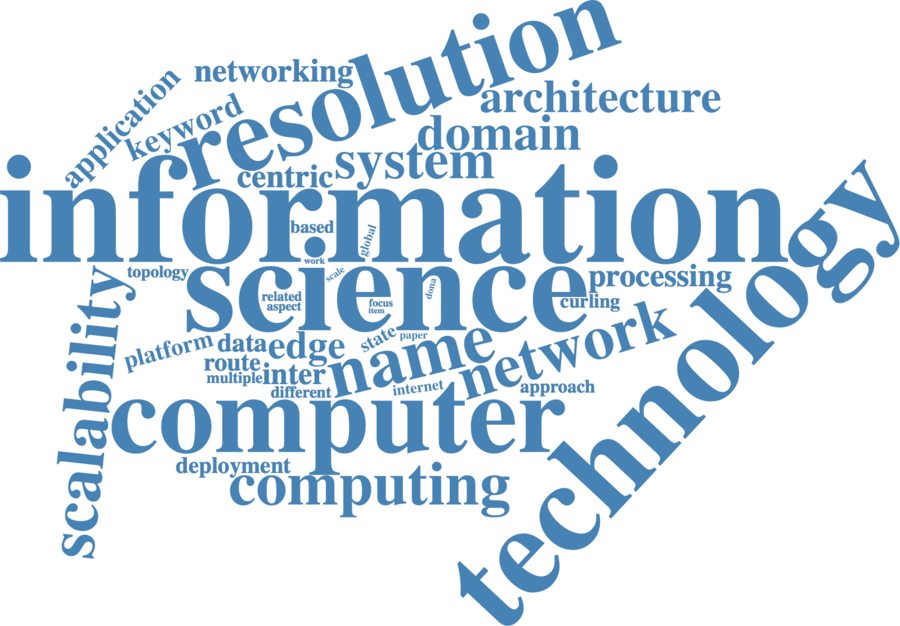 resolution
networking
application
keyword
architecture
domain
system
centric
information
based
global
work
science
topology
scale
related
aspect
focus
item
dona
processing
curling
technology
scalability
platform
data
edge
state
paper
name
network
route
multiple
inter
different
internet
approach
computer
deployment
computing